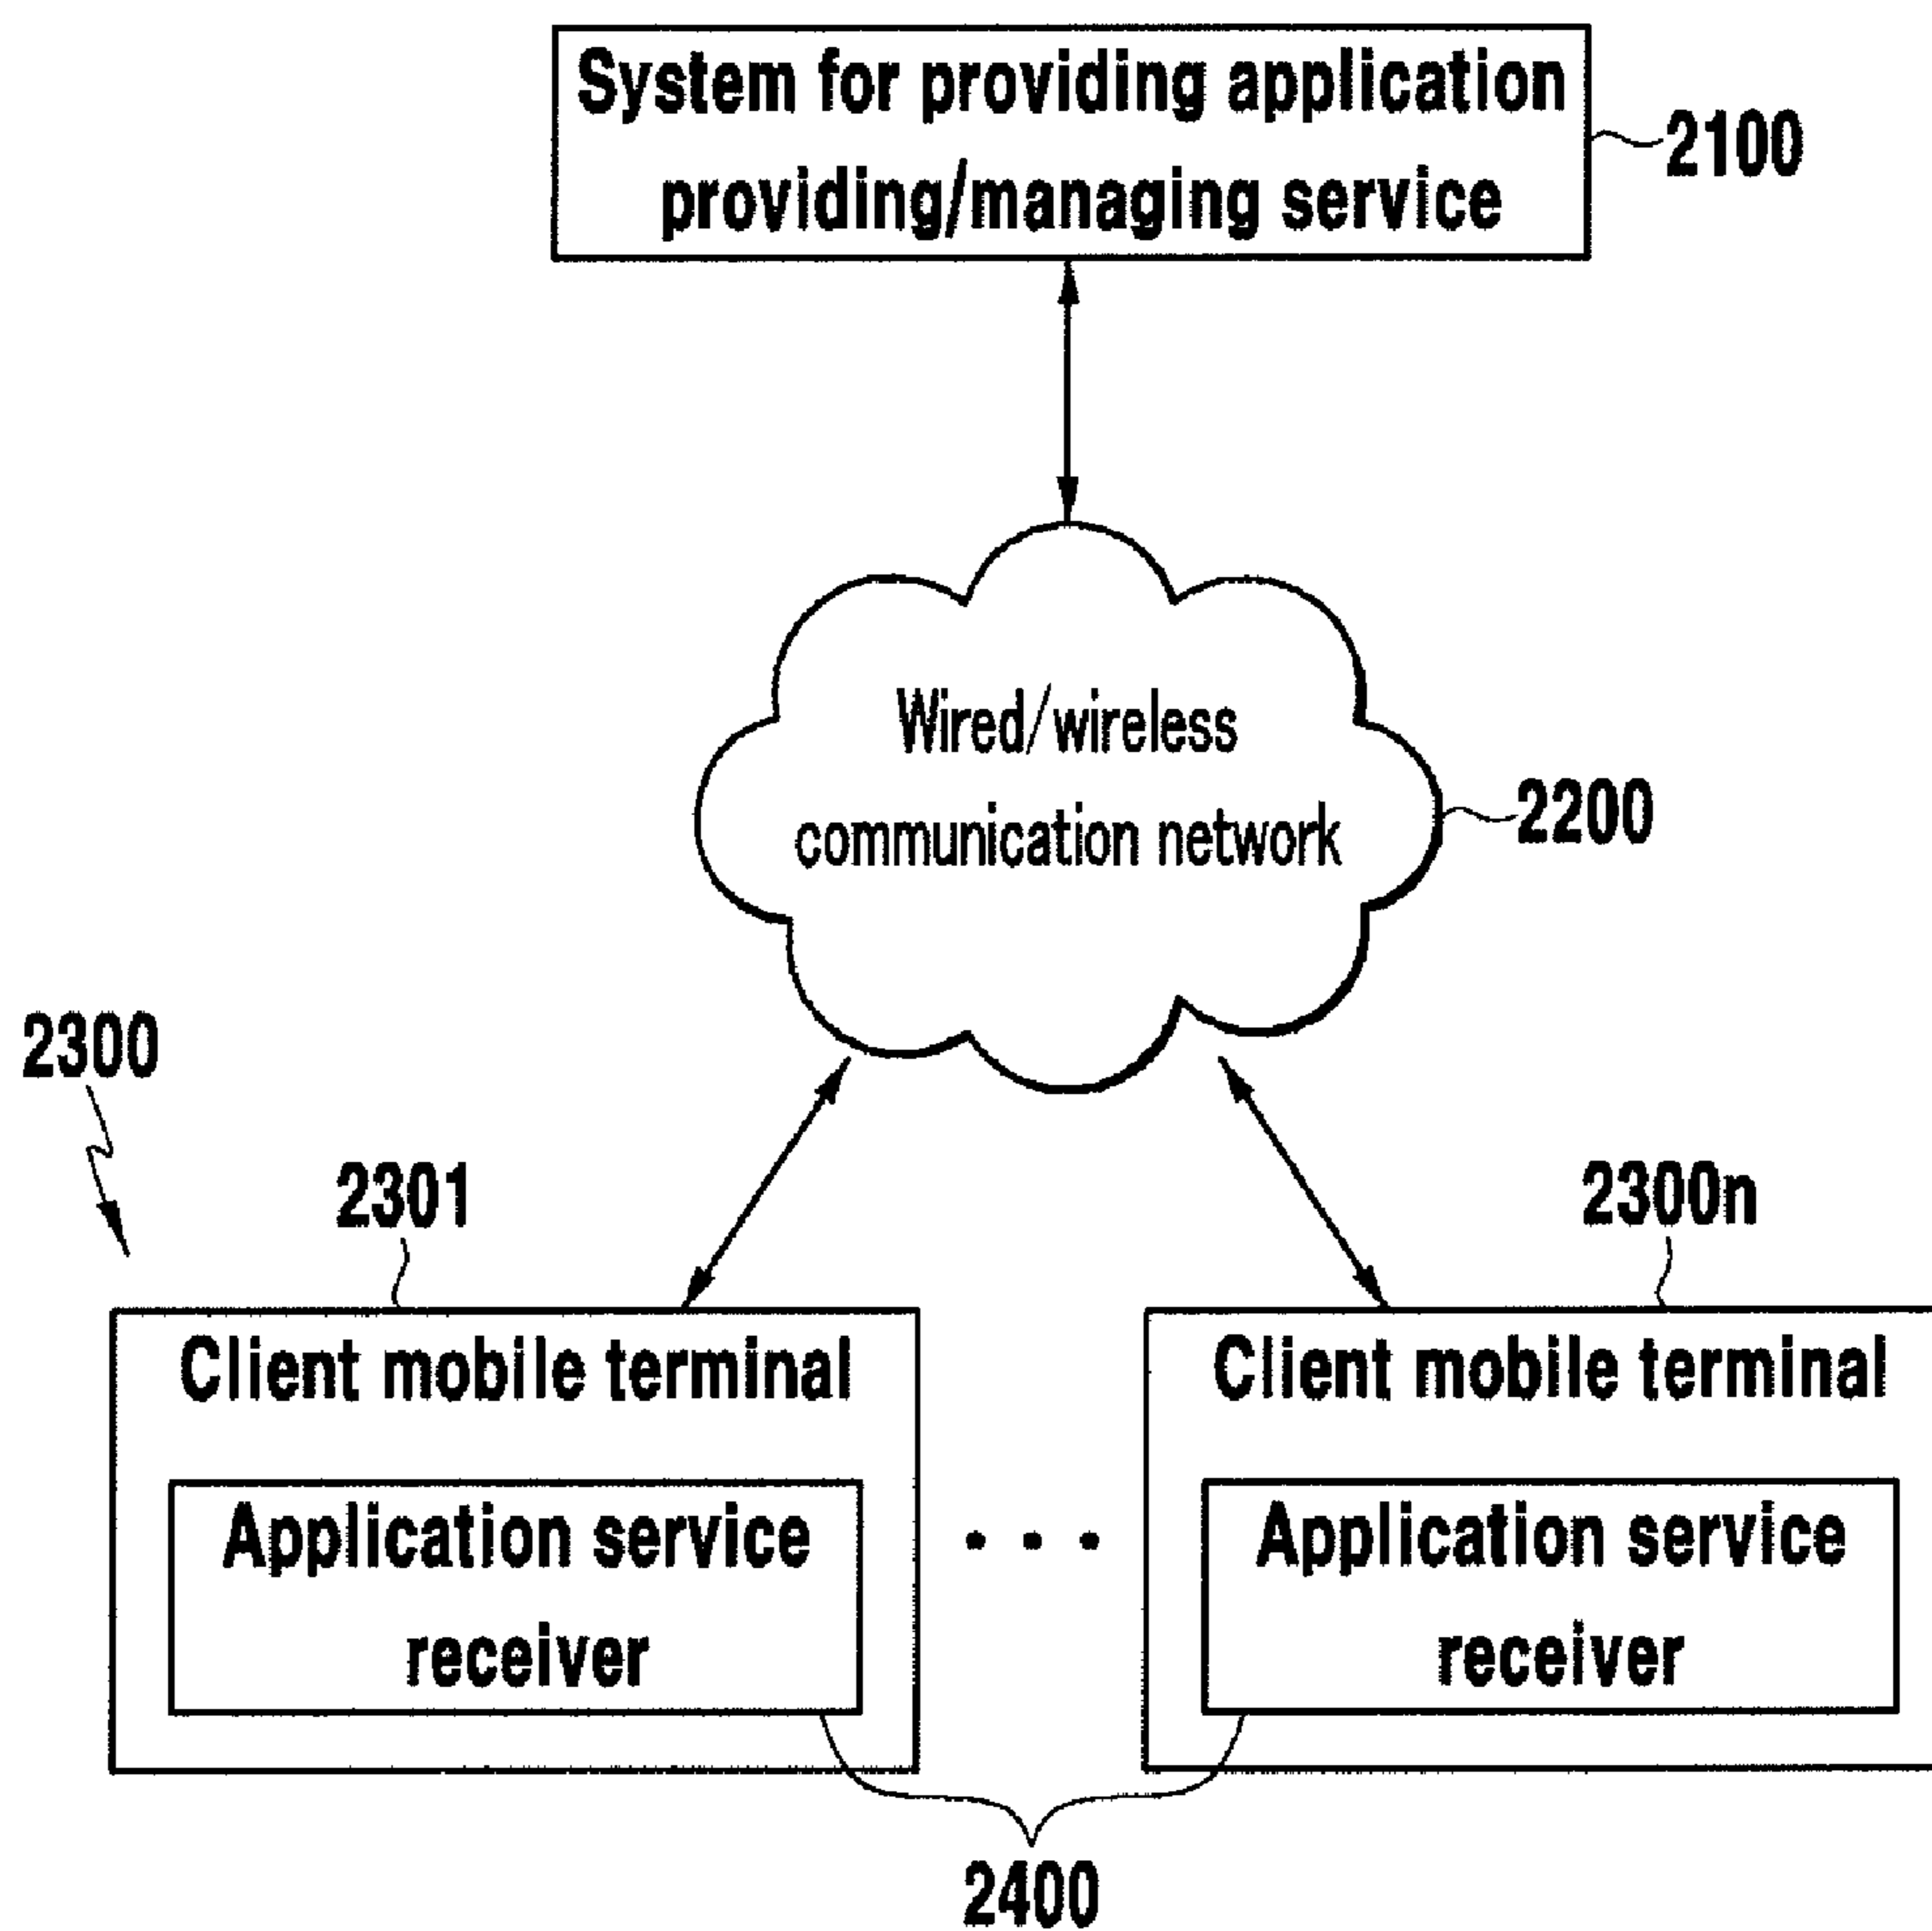 System for providing application
providing/managing service
2100
Wired/wireless
communication network
2200
2300
2301
2300n
Client mobile terminal
Application service
receiver
Client mobile terminal
Application service
receiver
2400